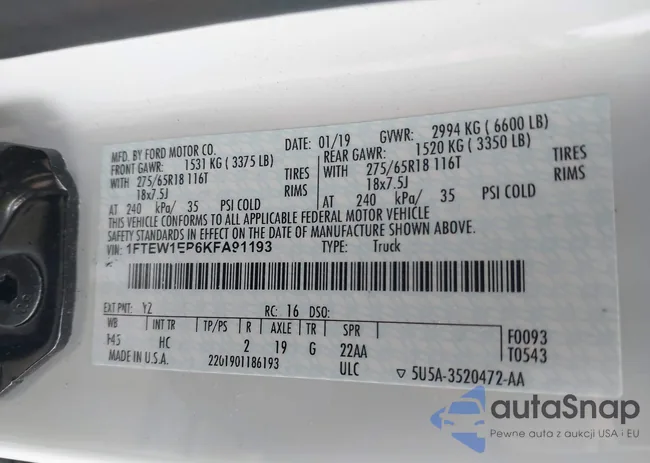 MFD. BY FORD MOTOR CO. DATE: 01/19 GVWR: 2994 KG ( 6600 LB)
FRONT GAWR: 1531 KG ( 3375 LB) REAR GAWR: 1520 KG ( 3350 LB)
WITH 275/65R18 116T TIRES WITH 275/65R18 116T TIRES
18x7.5J RIMS 18x7.5J RIMS
AT 240 kPa/ 35 PSI COLD AT 240 kPa/ 35 PSI COLD
THIS VEHICLE CONFORMS TO ALL APPLICABLE FEDERAL MOTOR VEHICLE
SAFETY STANDARDS IN EFFECT ON THE DATE OF MANUFACTURE SHOWN ABOVE.
VIN: 1FTEW1EP6KFA91193 TYPE: Truck
EXT PNT: YZ RC: 16 DSO:
WB INT TR TP/PS R AXLE TR SPR F0093
F45 HC 2 19 G 22AA T0543
MADE IN U.S.A. 2201901186193 ULC ▽ 5U5A-3520472-AA
autaSnap
Pewne auta z aukcji USA i EU